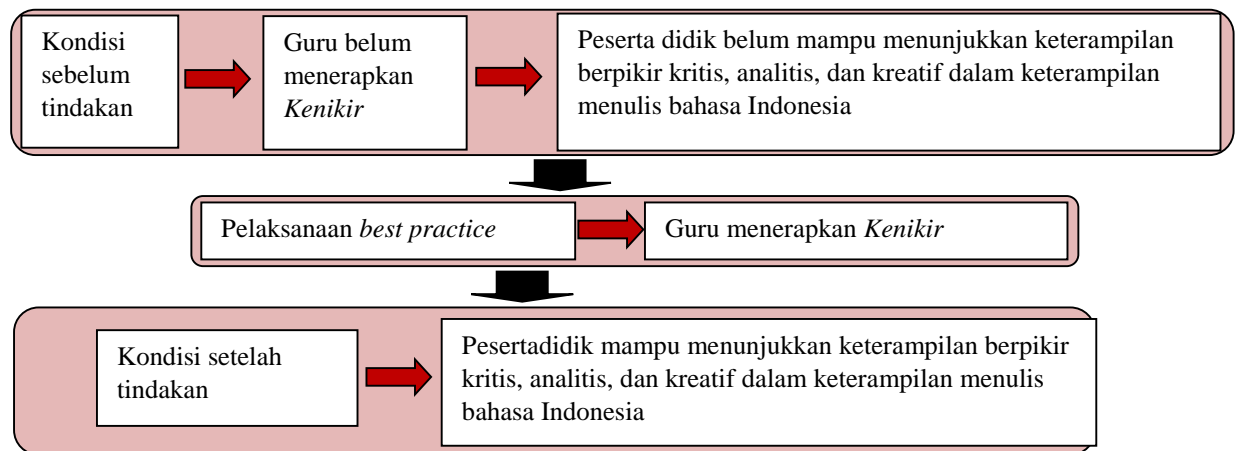 Kondisi
sebelum
tindakan
Guru belum
menerapkan
Kenikir
Peserta didik belum mampu menunjukkan keterampilan
berpikir kritis, analitis, dan kreatif dalam keterampilan
menulis bahasa Indonesia
Pelaksanaan best practice
Guru menerapkan Kenikir
Kondisi setelah
tindakan
Pesertadidik mampu menunjukkan keterampilan berpikir
kritis, analitis, dan kreatif dalam keterampilan menulis
bahasa Indonesia